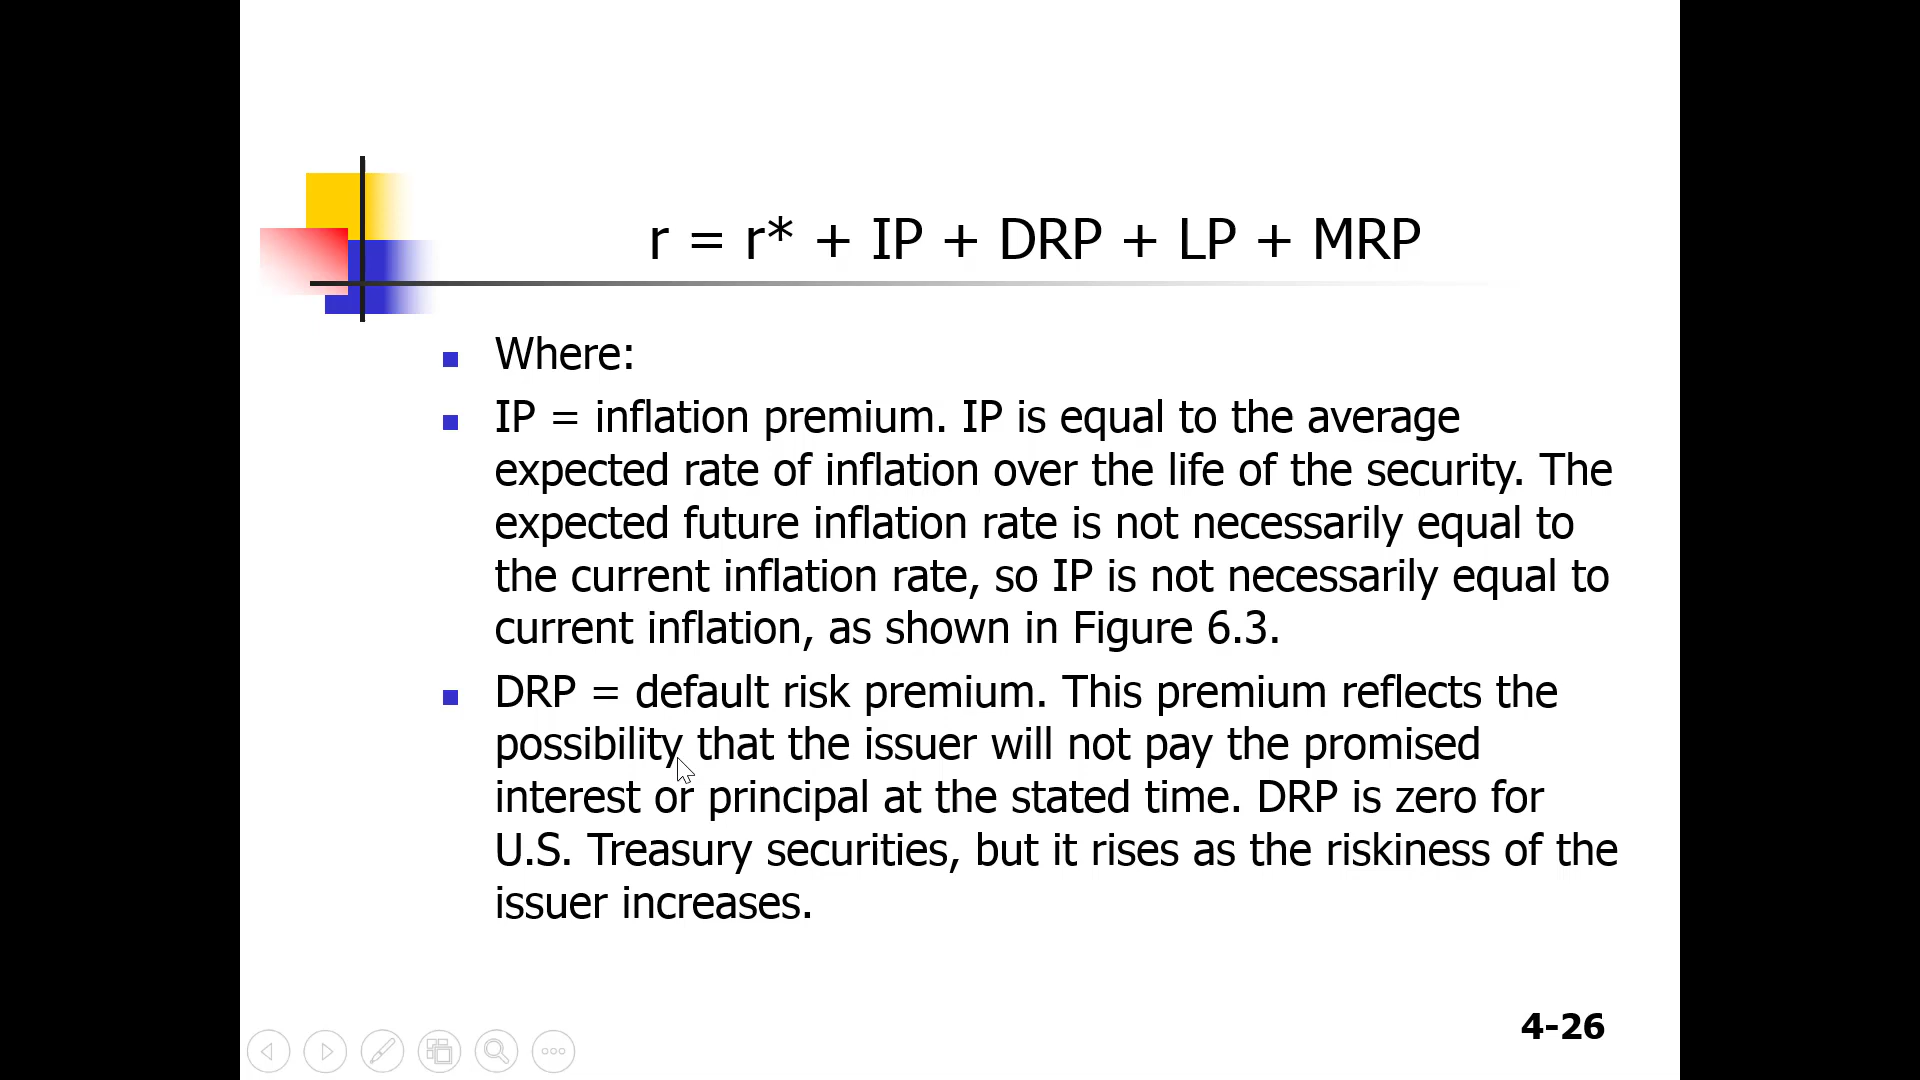 r = r* + IP + DRP + LP + MRP
Where:
IP = inflation premium. IP is equal to the average
expected rate of inflation over the life of the security. The
expected future inflation rate is not necessarily equal to
the current inflation rate, so IP is not necessarily equal to
current inflation, as shown in Figure 6.3.
DRP = default risk premium. This premium reflects the
possibility that the issuer will not pay the promised
interest or principal at the stated time. DRP is zero for
U.S. Treasury securities, but it rises as the riskiness of the
issuer increases.
4-26